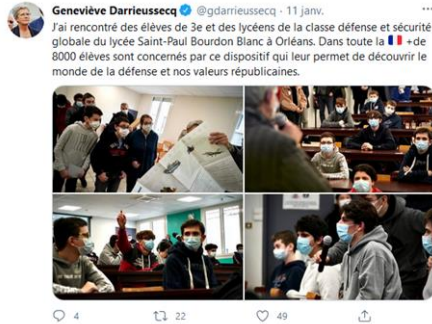 Geneviève Darrieussecq @gdarrieussecq · 11 janv.
J'ai rencontré des élèves de 3e et des lycéens de la classe défense et sécurité
globale du lycée Saint-Paul Bourdon Blanc à Orléans. Dans toute la 🇫🇷 +de
8000 élèves sont concernés par ce dispositif qui leur permet de découvrir le
monde de la défense et nos valeurs républicaines.
4 22 49